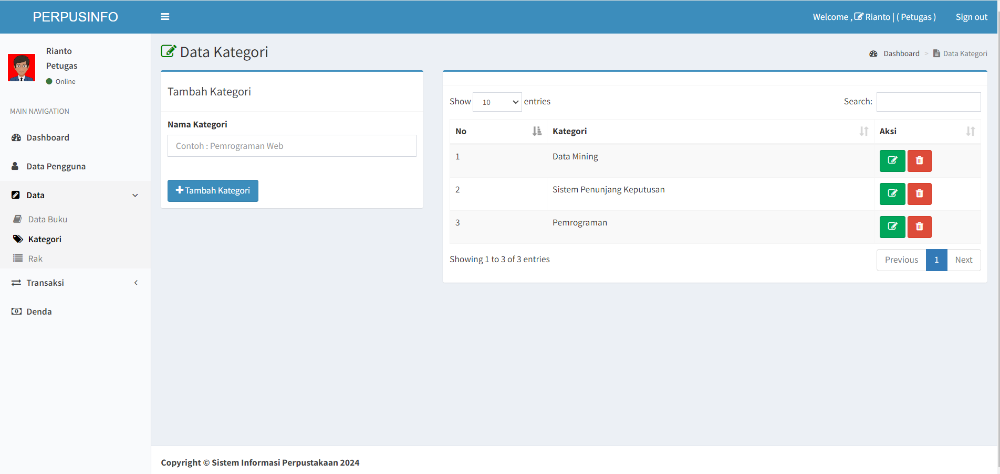 PERPUSINFO
Welcome , Rianto | ( Petugas )
Sign out
Rianto
Petugas
Online
MAIN NAVIGATION
Dashboard
Data Pengguna
Data
Data Buku
Kategori
Rak
Transaksi
Denda
Data Kategori
Dashboard > Data Kategori
Tambah Kategori
Nama Kategori
Contoh : Pemrograman Web
Tambah Kategori
Show 10 entries
Search:
No Kategori Aksi
1 Data Mining
2 Sistem Penunjang Keputusan
3 Pemrograman
Showing 1 to 3 of 3 entries
Previous 1 Next
Copyright © Sistem Informasi Perpustakaan 2024